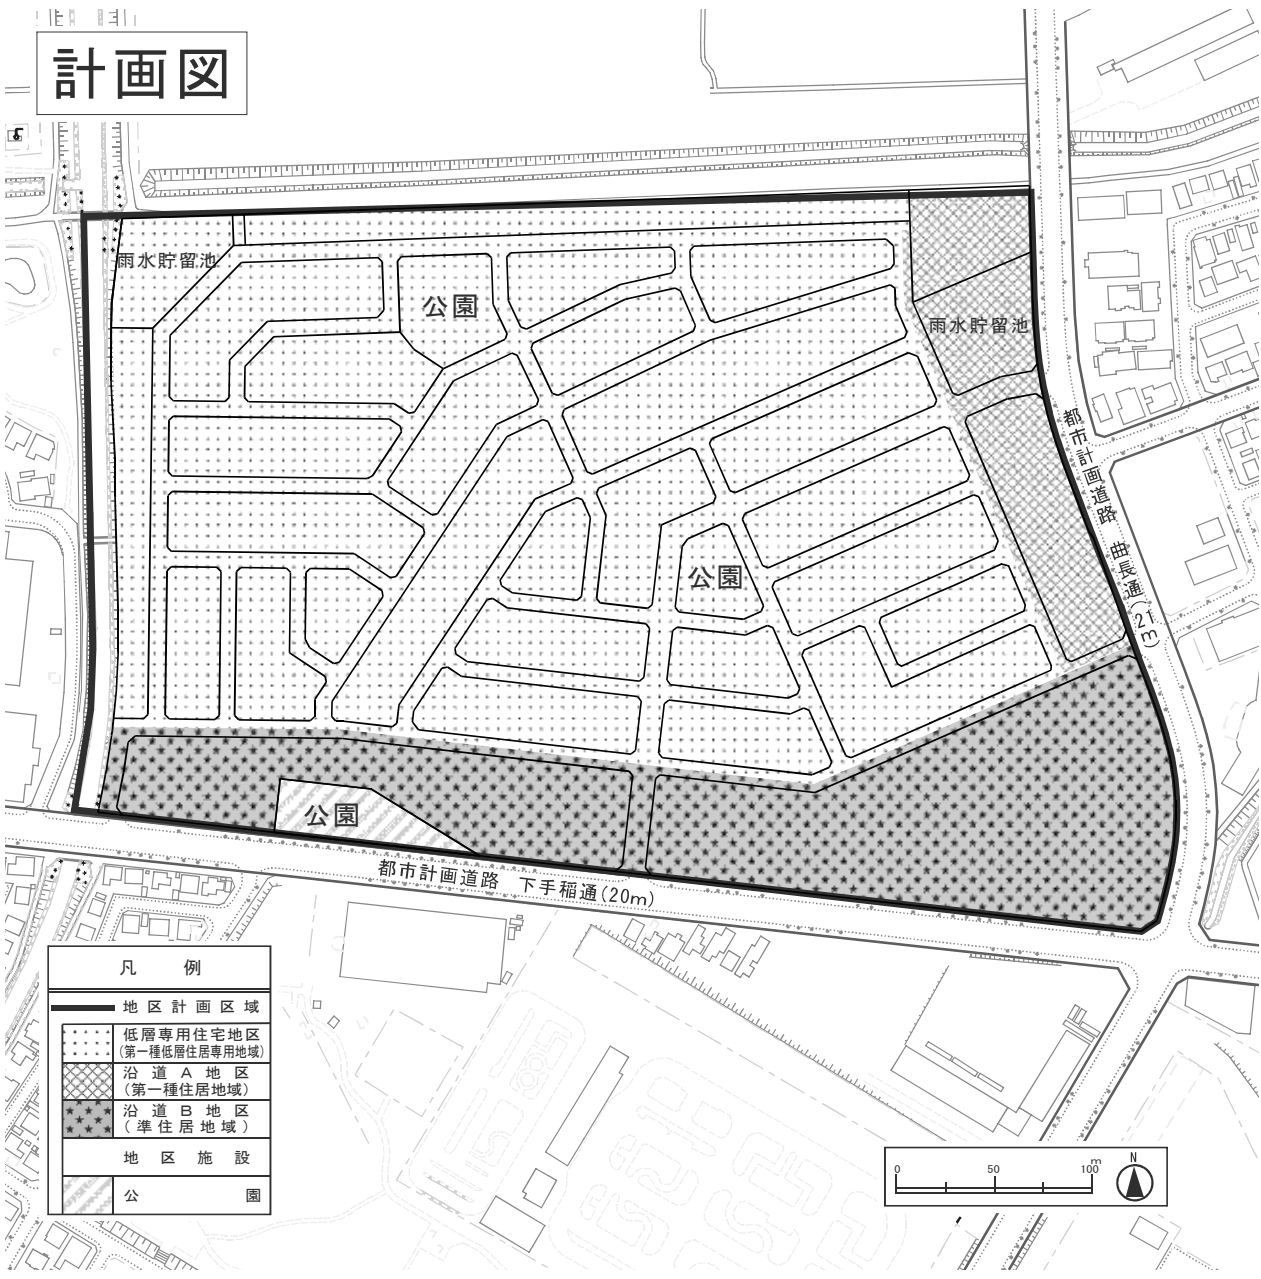 計画図
雨水貯留池
公園
雨水貯留池
都市計画道路 曲長通(21m)
公園
公園
都市計画道路 下手稲通(20m)
凡例
地区計画区域
低層専用住宅地区
(第一種低層住居専用地域)
沿道A地区
(第一種住居地域)
沿道B地区
(準住居地域)
地区施設
公園
0 50 100 m
N